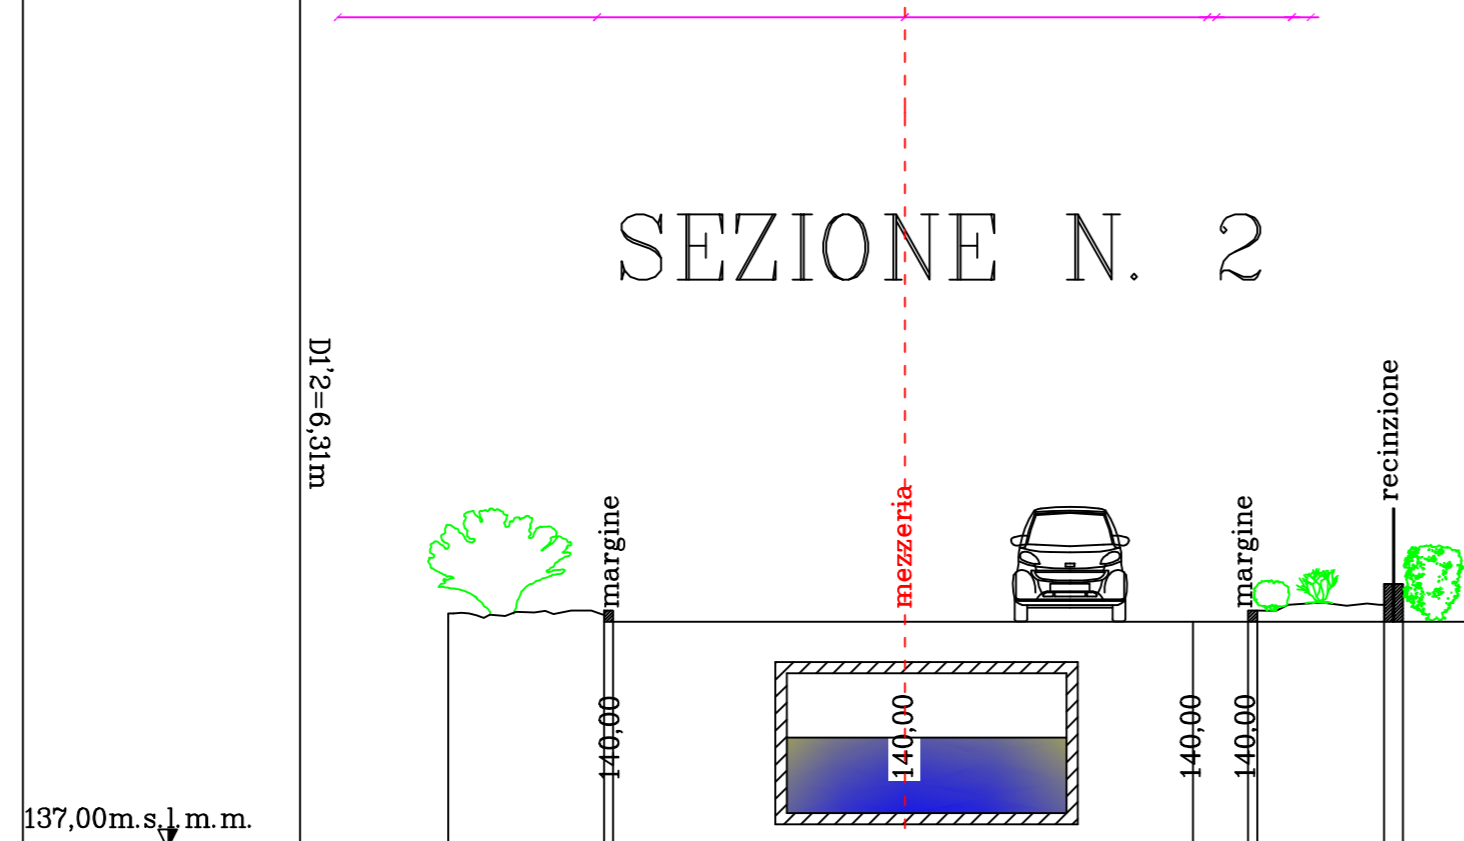 SEZIONE N. 2
D1'2=6,31m
recinzione
margine
mezzeria
margine
140,00
140,00
140,00
140,00
137,00m.s.l.m.m.